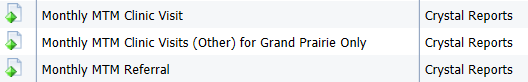 Monthly MTM Clinic Visit Crystal Reports
Monthly MTM Clinic Visits (Other) for Grand Prairie Only Crystal Reports
Monthly MTM Referral Crystal Reports